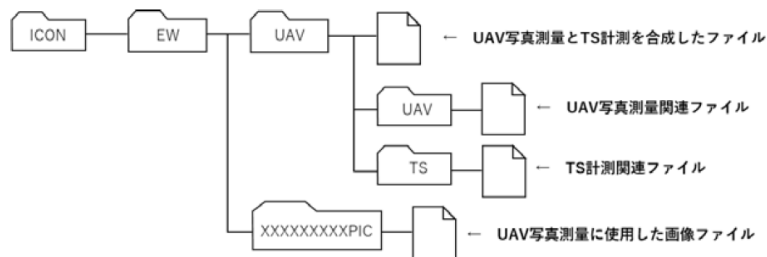 ICON
EW
UAV
← UAV写真測量とTS計測を合成したファイル
UAV
← UAV写真測量関連ファイル
TS
← TS計測関連ファイル
XXXXXXXXXPIC
← UAV写真測量に使用した画像ファイル